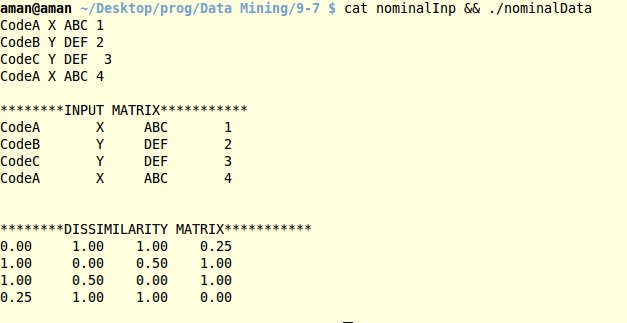 aman@aman ~/Desktop/prog/Data Mining/9-7 $ cat nominalInp && ./nominalData
CodeA X ABC 1
CodeB Y DEF 2
CodeC Y DEF  3
CodeA X ABC 4
********INPUT MATRIX***********
CodeA X ABC 1
CodeB Y DEF 2
CodeC Y DEF 3
CodeA X ABC 4
********DISSIMILARITY MATRIX***********
0.00 1.00 1.00 0.25
1.00 0.00 0.50 1.00
1.00 0.50 0.00 1.00
0.25 1.00 1.00 0.00